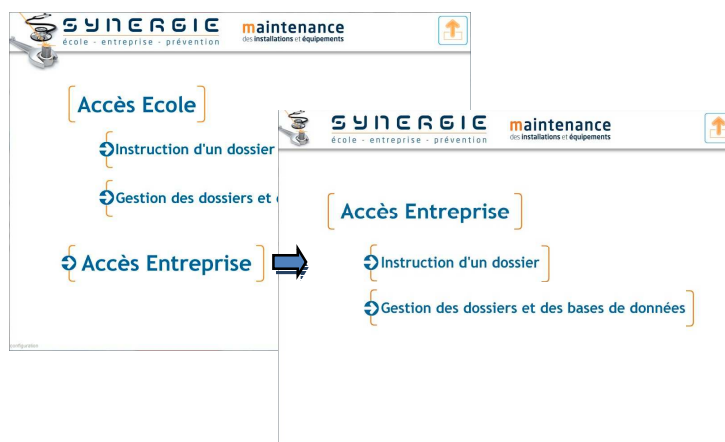 SYNERGIE
école - entreprise - prévention
maintenance
des installations et équipements
Accès Ecole
Instruction d'un dossier
Gestion des dossiers et
Accès Entreprise
configuration
SYNERGIE
école - entreprise - prévention
maintenance
des installations et équipements
Accès Entreprise
Instruction d'un dossier
Gestion des dossiers et des bases de données